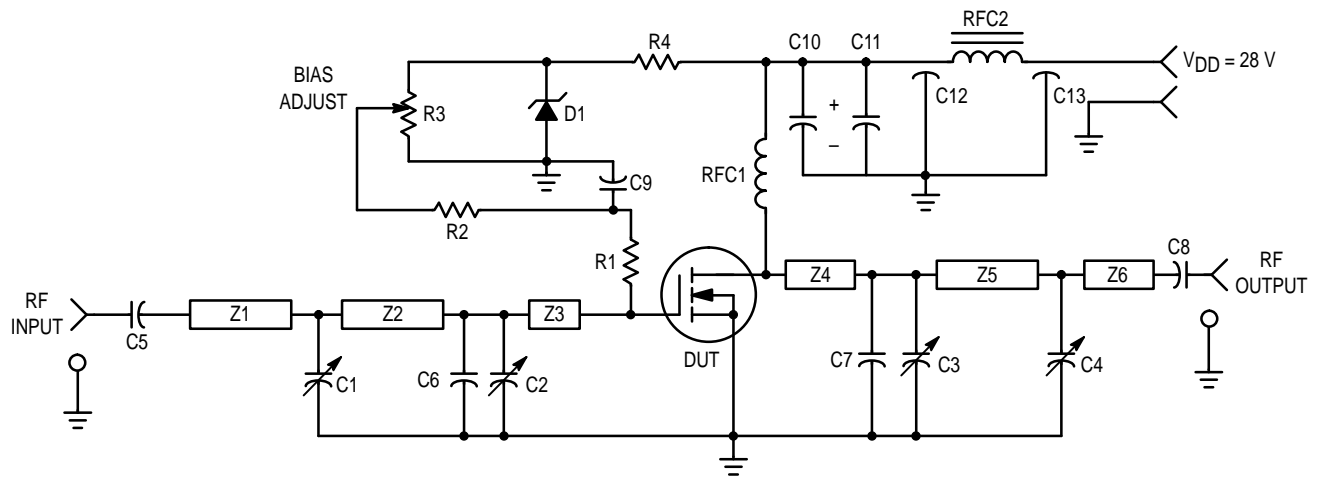 RFC2
R4
C10
C11
V_DD = 28 V
BIAS
ADJUST
R3
D1
C12
C13
+
–
RFC1
C9
R2
R1
C8
RF
OUTPUT
Z4
Z5
Z6
RF
INPUT
C5
Z1
Z2
Z3
DUT
C1
C6
C2
C7
C3
C4